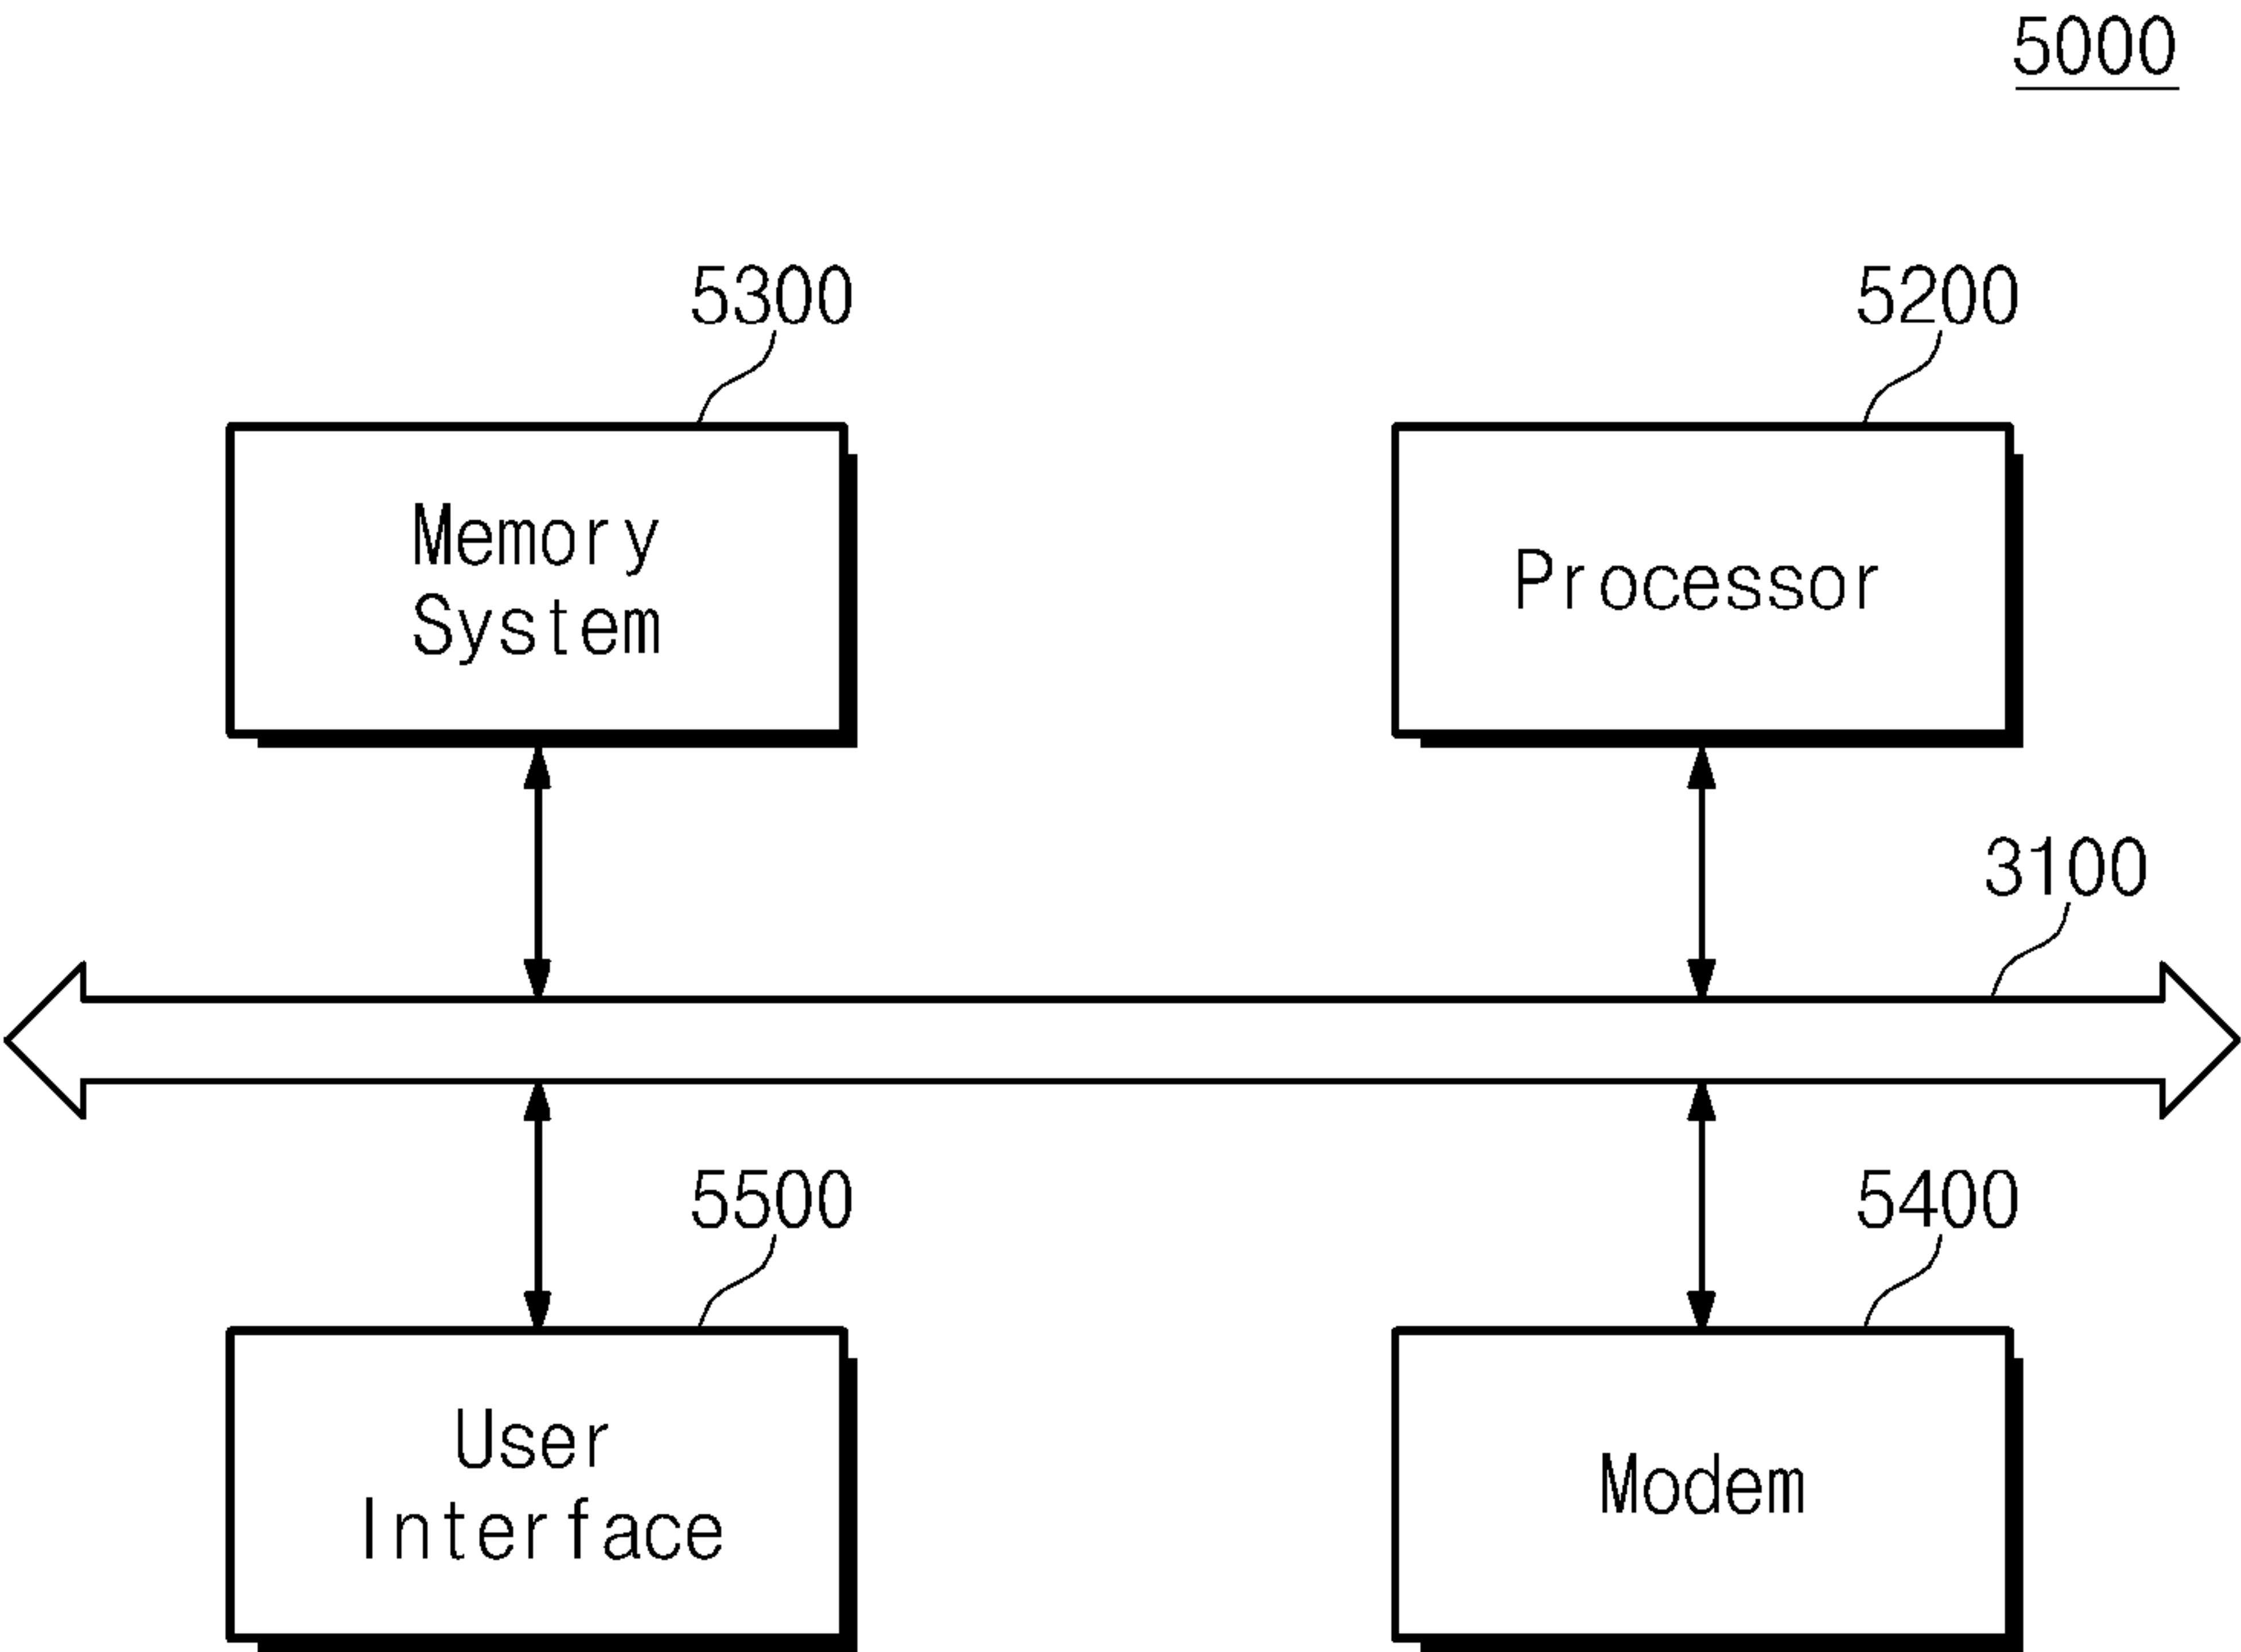 5000
5300
5200
Memory
System
Processor
3100
5500
5400
User
Interface
Modem